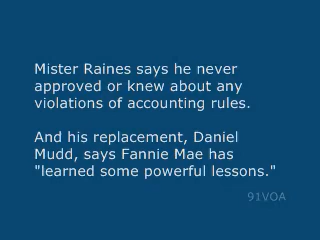 Mister Raines says he never
approved or knew about any
violations of accounting rules.
And his replacement, Daniel
Mudd, says Fannie Mae has
"learned some powerful lessons."
91VOA